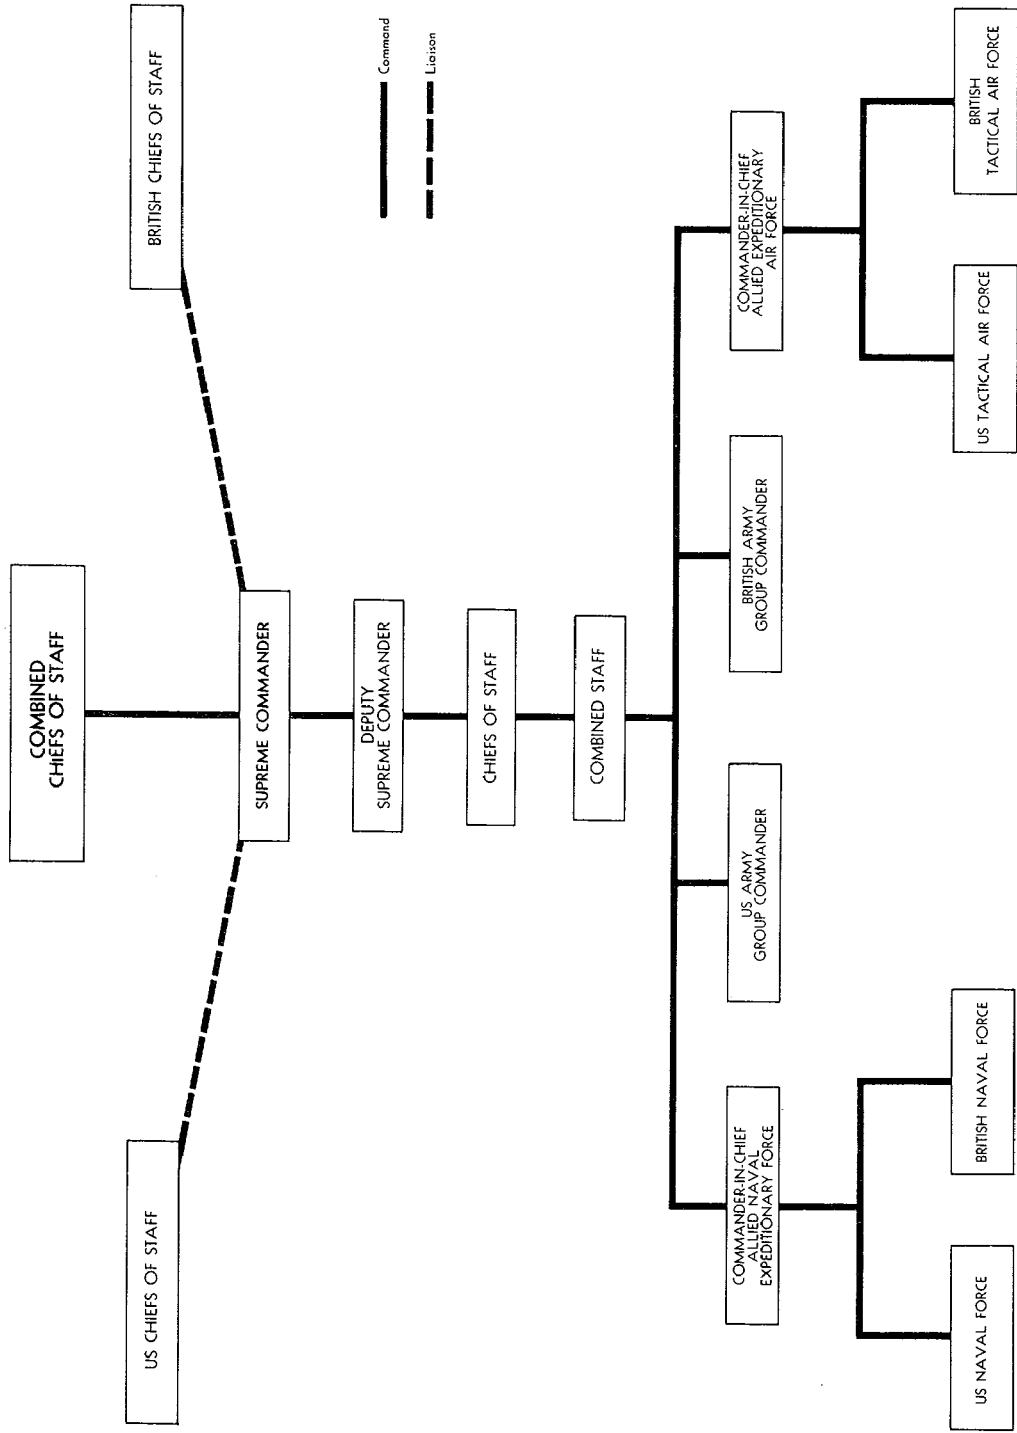 COMBINED
CHIEFS OF STAFF
US CHIEFS OF STAFF
BRITISH CHIEFS OF STAFF
SUPREME COMMANDER
Command
Liaison
DEPUTY
SUPREME COMMANDER
CHIEFS OF STAFF
COMBINED STAFF
COMMANDER-IN-CHIEF
ALLIED NAVAL
EXPEDITIONARY FORCE
US ARMY
GROUP COMMANDER
BRITISH ARMY
GROUP COMMANDER
COMMANDER-IN-CHIEF
ALLIED EXPEDITIONARY
AIR FORCE
US NAVAL FORCE
BRITISH NAVAL FORCE
US TACTICAL AIR FORCE
BRITISH
TACTICAL AIR FORCE